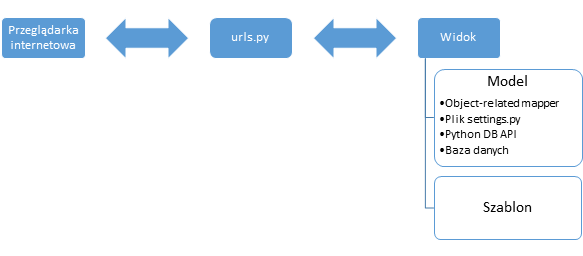 Przeglądarka
internetowa
urls.py
Widok
Model
•Object-related mapper
•Plik settings.py
•Python DB API
•Baza danych
Szablon